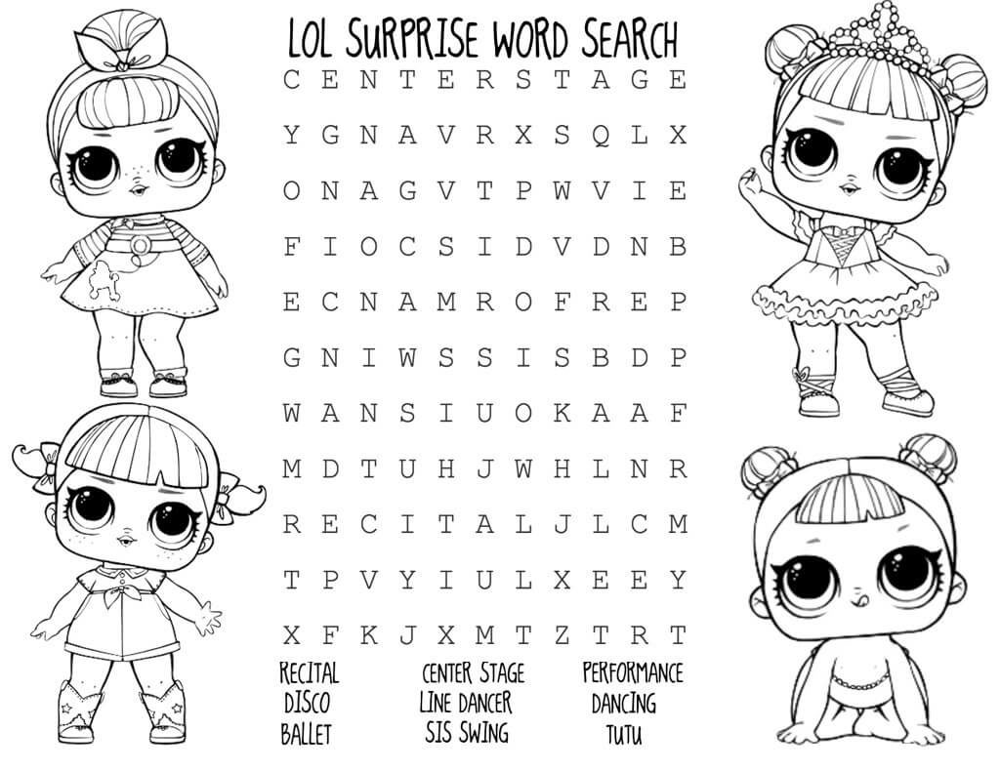 LOL SURPRISE WORD SEARCH
C E N T E R S T A G E
Y G N A V R X S Q L X
O N A G V T P W V I E
F I O C S I D V D N B
E C N A M R O F R E P
G N I W S S I S B D P
W A N S I U O K A A F
M D T U H J W H L N R
R E C I T A L J L C M
T P V Y I U L X E E Y
X F K J X M T Z T R T
RECITAL CENTER STAGE PERFORMANCE
DISCO LINE DANCER DANCING
BALLET SIS SWING TUTU